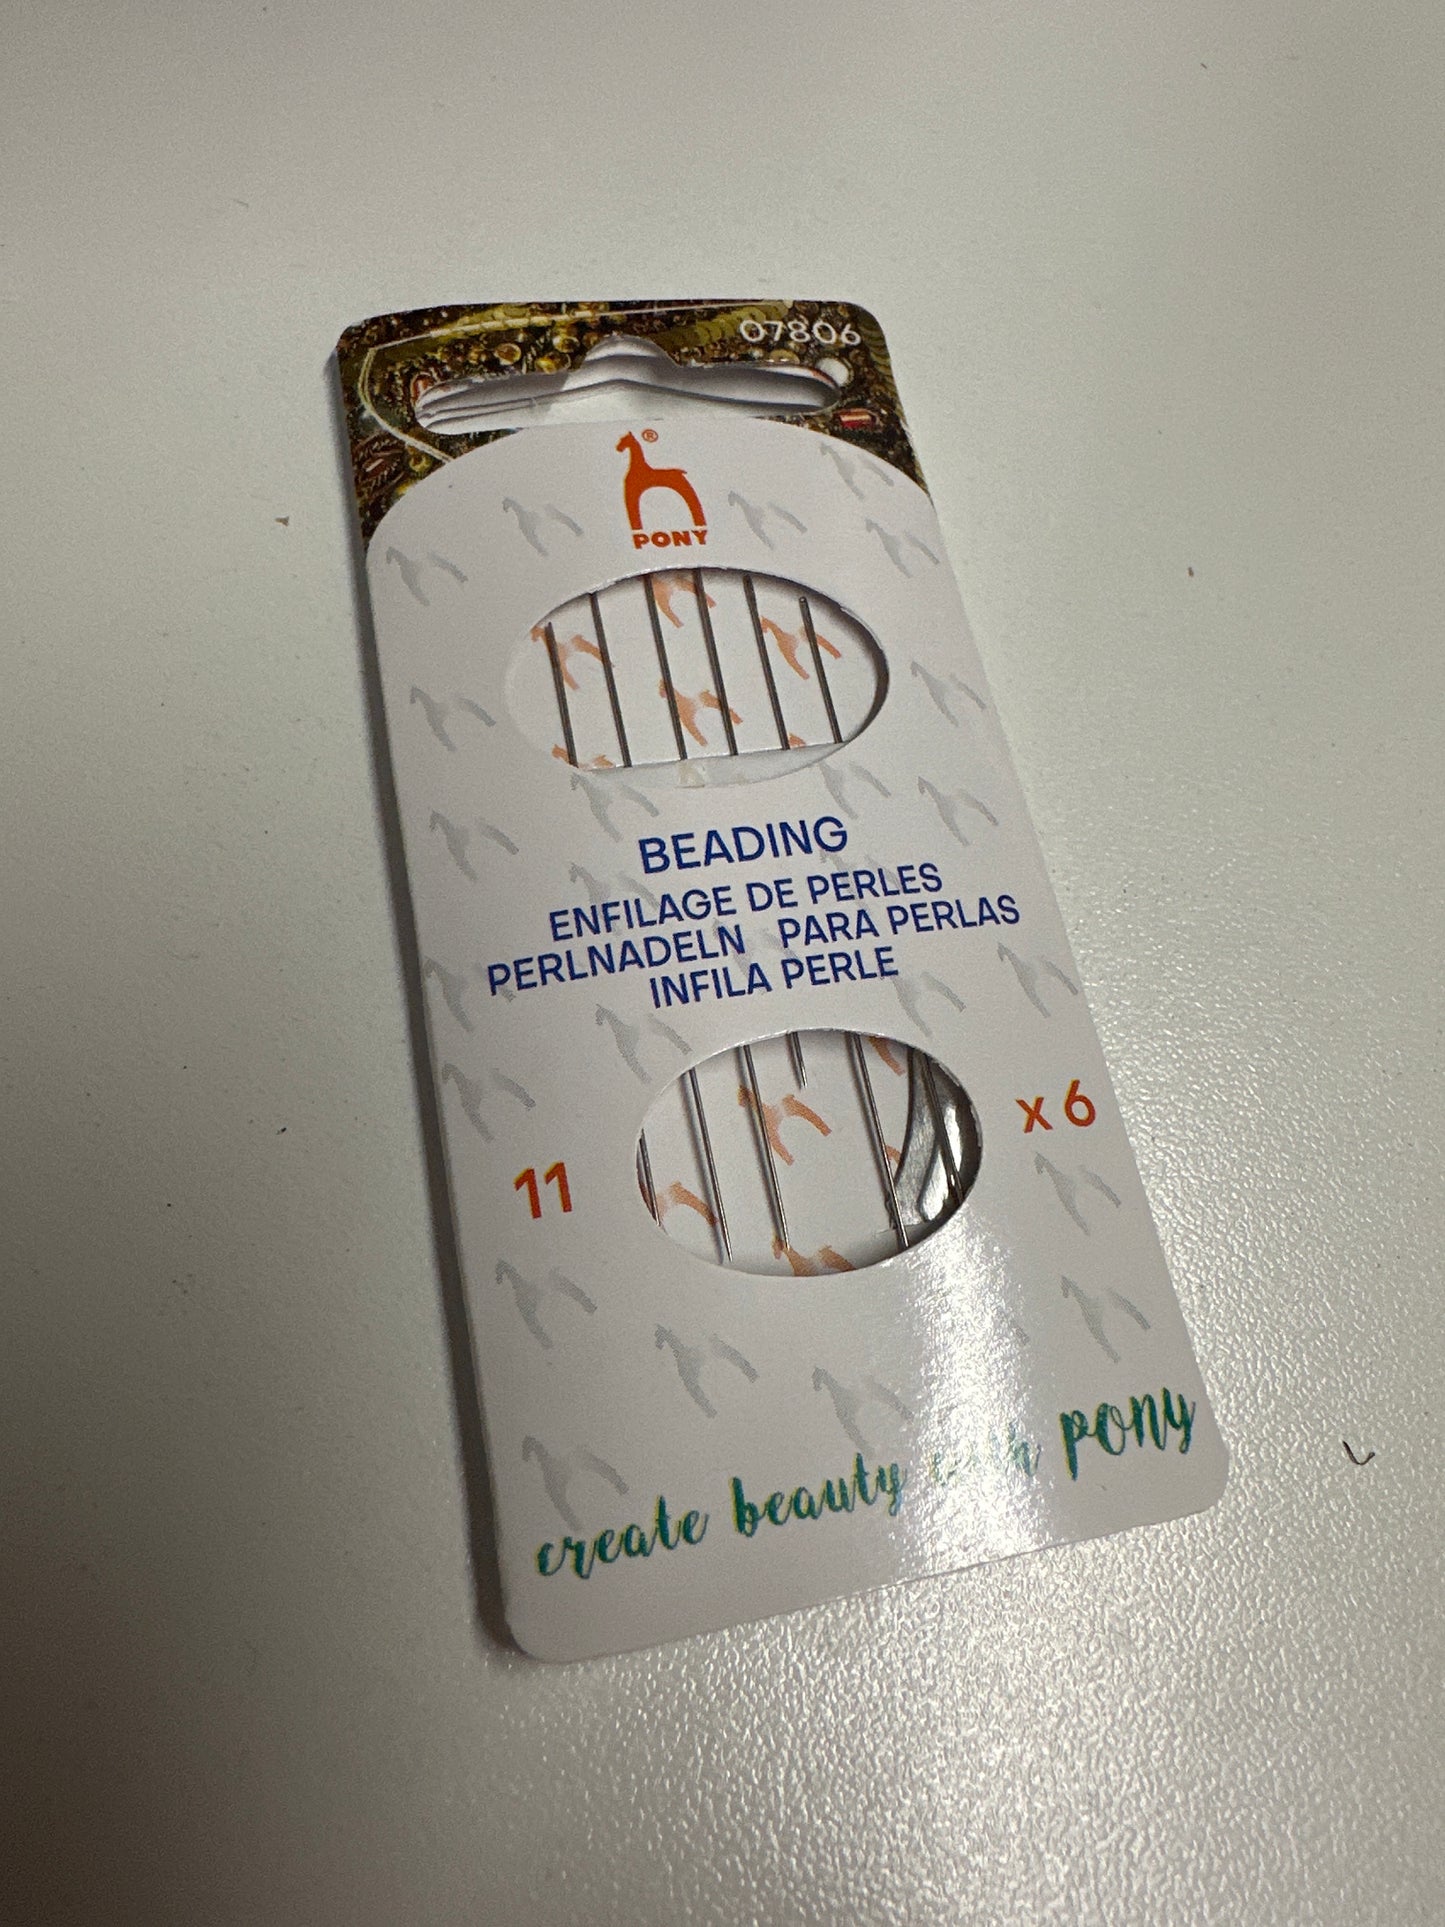 07806
®
PONY
BEADING
ENFILAGE DE PERLES
PERLNADELN PARA PERLAS
INFILA PERLE
11 x 6
create beauty with PONY